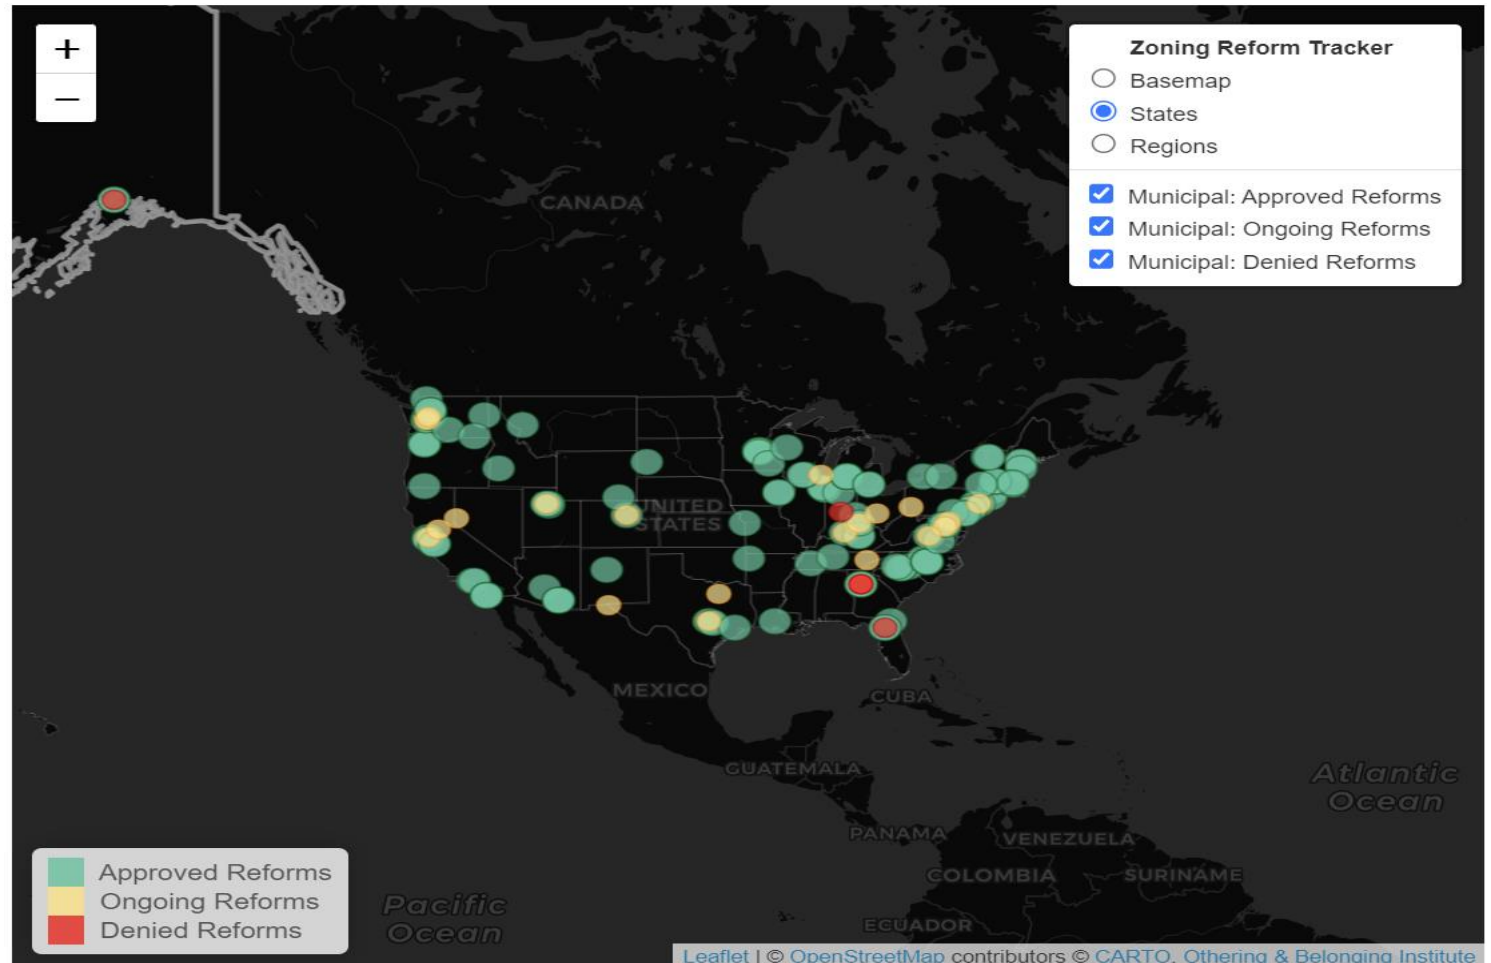 +
−
Zoning Reform Tracker
Basemap
States
Regions
Municipal: Approved Reforms
Municipal: Ongoing Reforms
Municipal: Denied Reforms
CANADA
UNITED
STATES
MEXICO
CUBA
GUATEMALA
Atlantic
Ocean
PANAMA
VENEZUELA
COLOMBIA
SURINAME
ECUADOR
Pacific
Ocean
Approved Reforms
Ongoing Reforms
Denied Reforms
Leaflet | © OpenStreetMap contributors © CARTO, Othering & Belonging Institute